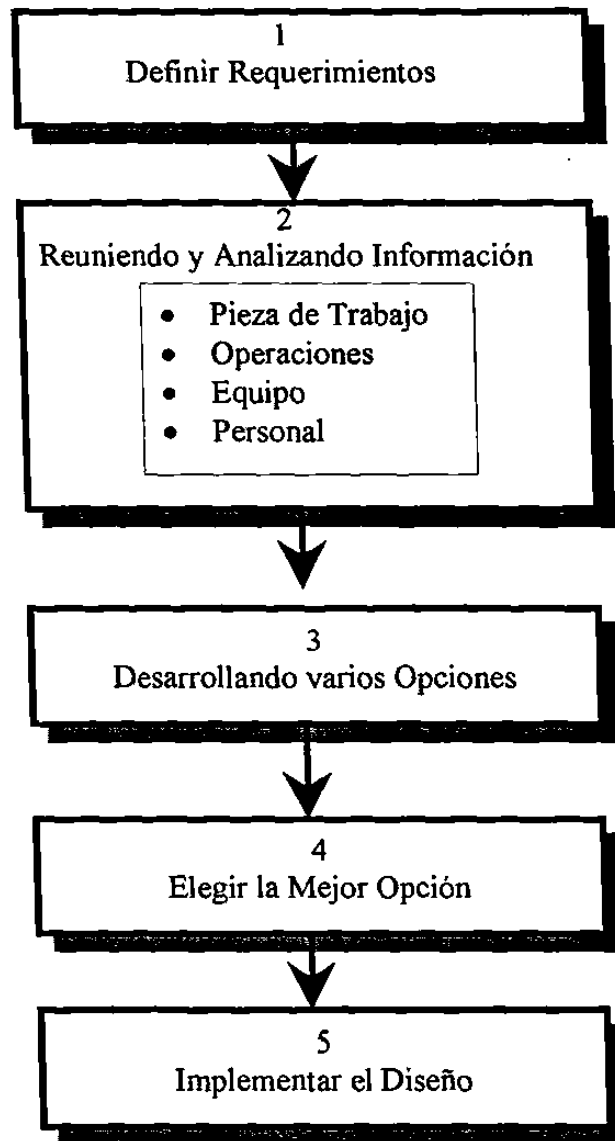 1
Definir Requerimientos
2
Reuniendo y Analizando Información
• Pieza de Trabajo
• Operaciones
• Equipo
• Personal
3
Desarrollando varios Opciones
4
Elegir la Mejor Opción
5
Implementar el Diseño